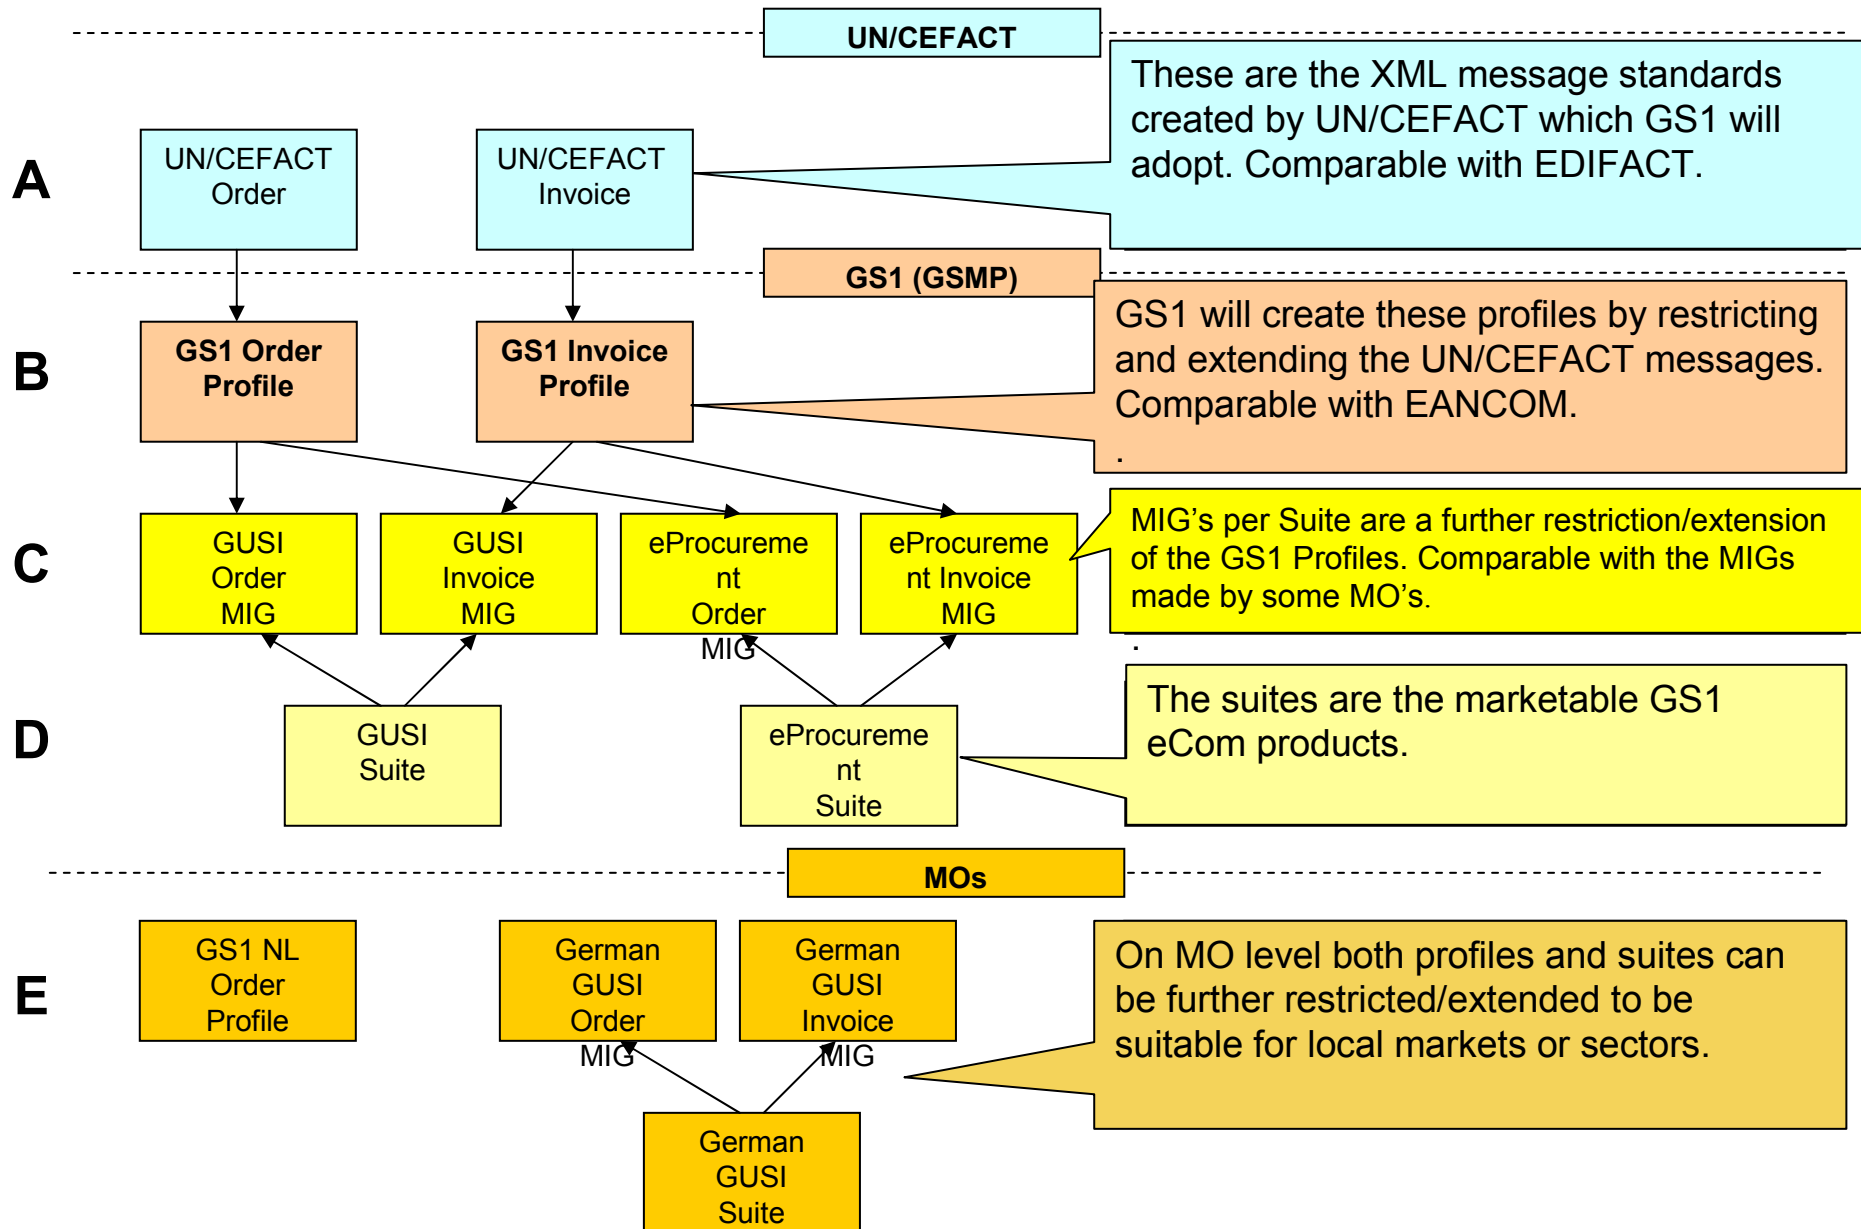 UN/CEFACT
These are the XML message standards
created by UN/CEFACT which GS1 will
adopt. Comparable with EDIFACT.
A
UN/CEFACT
Order
UN/CEFACT
Invoice
GS1 (GSMP)
GS1 will create these profiles by restricting
and extending the UN/CEFACT messages.
Comparable with EANCOM.
.
B
GS1 Order
Profile
GS1 Invoice
Profile
C
GUSI
Order
MIG
GUSI
Invoice
MIG
eProcureme
nt
Order
MIG
eProcureme
nt Invoice
MIG
MIG’s per Suite are a further restriction/extension
of the GS1 Profiles. Comparable with the MIGs
made by some MO’s.
.
D
GUSI
Suite
eProcureme
nt
Suite
The suites are the marketable GS1
eCom products.
MOs
E
GS1 NL
Order
Profile
German
GUSI
Order
MIG
German
GUSI
Invoice
MIG
On MO level both profiles and suites can
be further restricted/extended to be
suitable for local markets or sectors.
German
GUSI
Suite